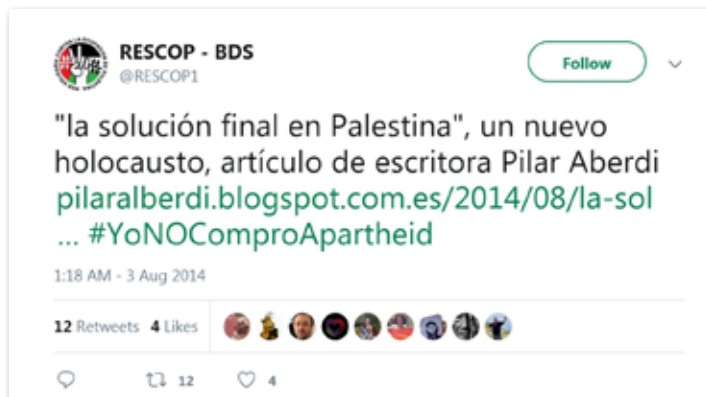 RESCOP - BDS
@RESCOP1
Follow
"la solución final en Palestina", un nuevo
holocausto, artículo de escritora Pilar Aberdi
pilaralberdi.blogspot.com.es/2014/08/la-sol
... #YoNOComproApartheid
1:18 AM - 3 Aug 2014
12 Retweets 4 Likes
12 4